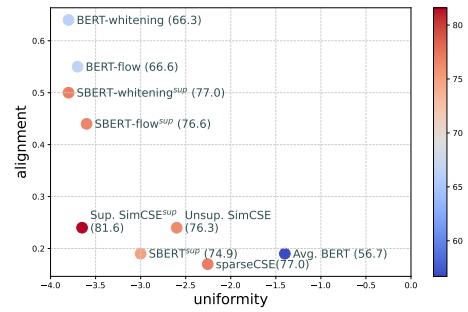 BERT-whitening (66.3)
BERT-flow (66.6)
SBERT-whitening^sup (77.0)
SBERT-flow^sup (76.6)
Sup. SimCSE^sup
(81.6)
Unsup. SimCSE
(76.3)
SBERT^sup (74.9)
Avg. BERT (56.7)
sparseCSE(77.0)
alignment
0.6
0.5
0.4
0.3
0.2
−4.0 −3.5 −3.0 −2.5 −2.0 −1.5 −1.0 −0.5 0.0
uniformity
80
75
70
65
60